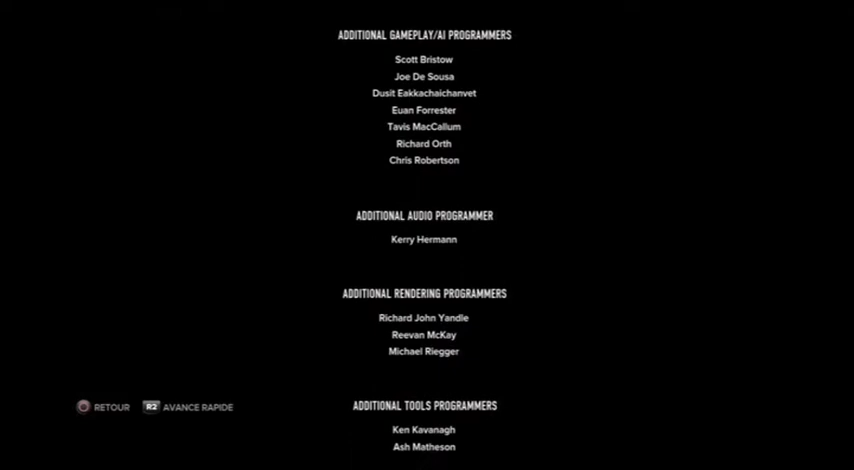 ADDITIONAL GAMEPLAY/AI PROGRAMMERS
Scott Bristow
Joe De Sousa
Dusit Eakkachaichanvet
Euan Forrester
Tavis MacCallum
Richard Orth
Chris Robertson
ADDITIONAL AUDIO PROGRAMMER
Kerry Hermann
ADDITIONAL RENDERING PROGRAMMERS
Richard John Yandle
Reevan McKay
Michael Riegger
RETOUR R2 AVANCE RAPIDE
ADDITIONAL TOOLS PROGRAMMERS
Ken Kavanagh
Ash Matheson